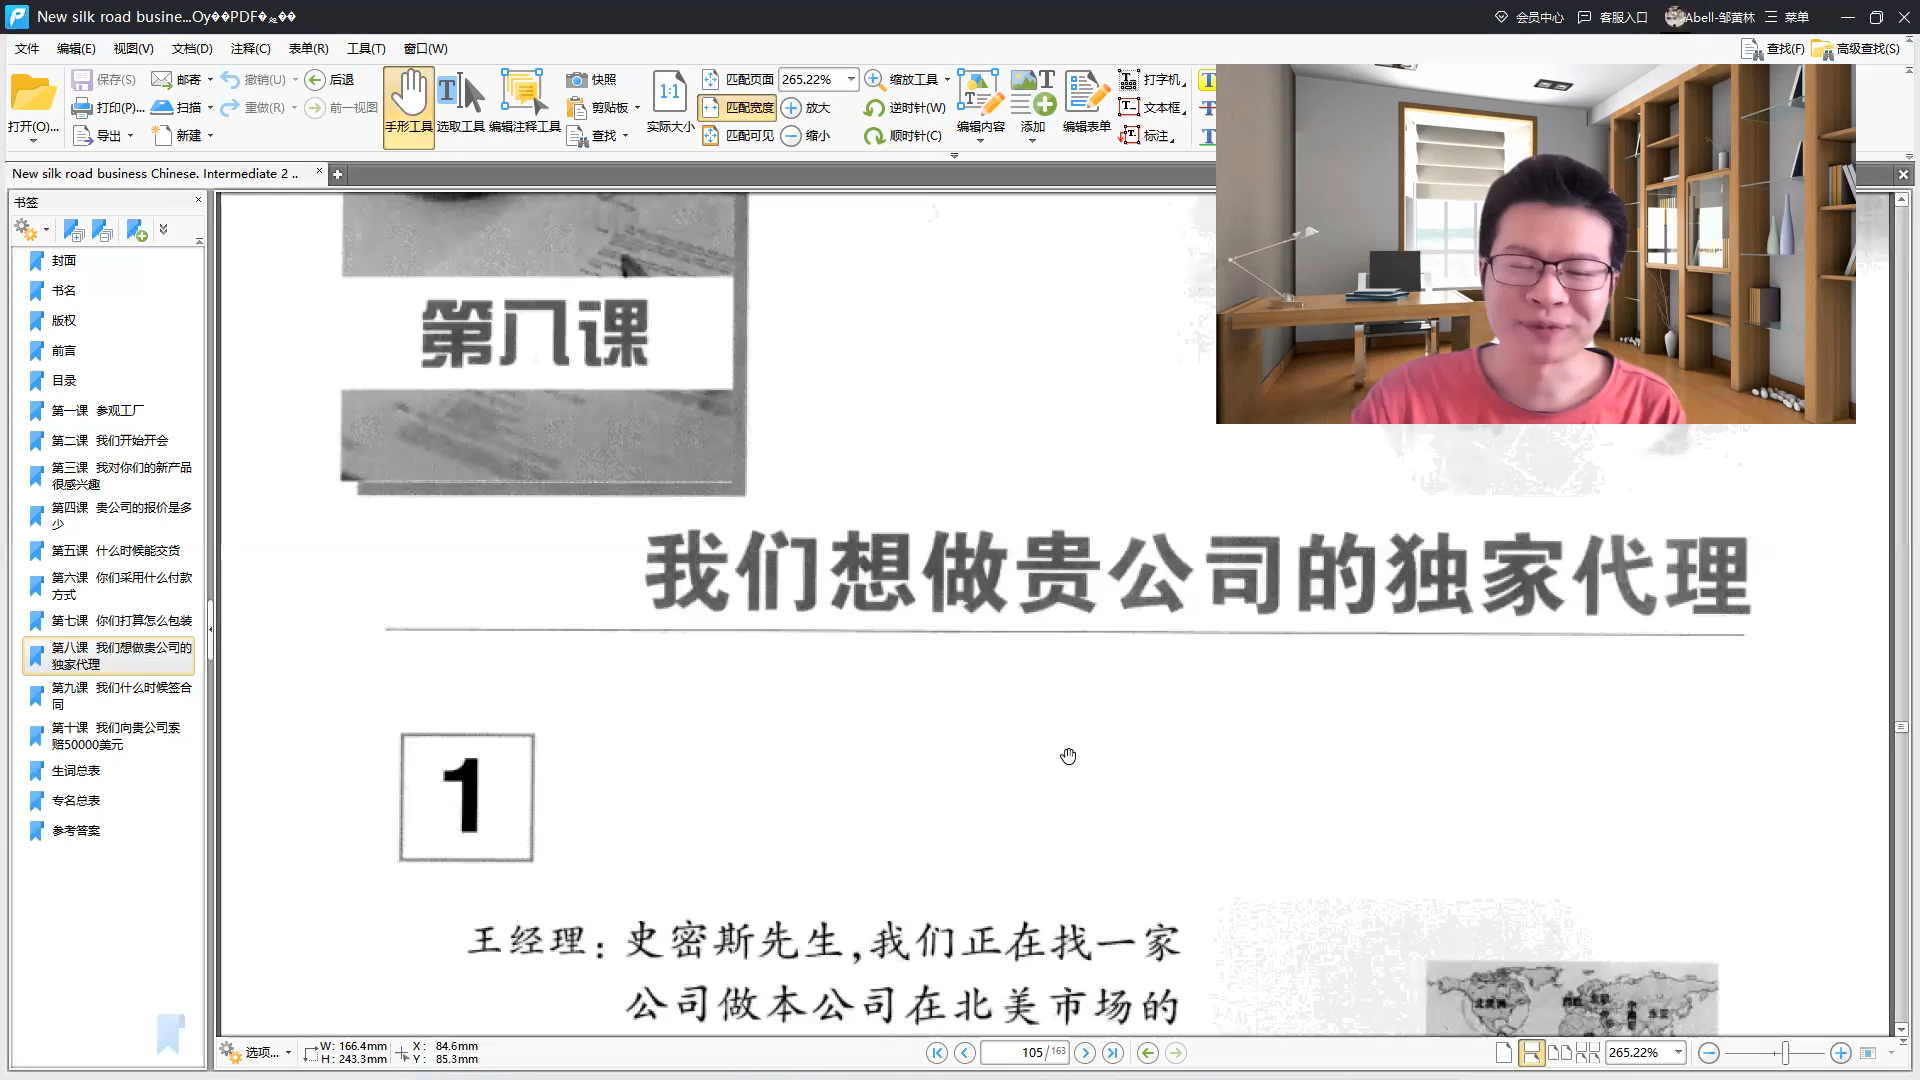 New silk road busine...Oy��PDF�
会员中心 客服入口 Abell-邹茵林 菜单
文件 编辑(E) 视图(V) 文档(D) 注释(C) 表单(R) 工具(T) 窗口(W)
查找(F) 高级查找(S)
打开(O)...
保存(S) 邮寄 撤销(U) 后退
打印(P)... 扫描 重做(R) 前一视图
导出 新建
手形工具 选取工具 编辑注释工具
快照
剪贴板
查找
1:1
实际大小
匹配页面 265.22% 缩放工具
匹配宽度 放大 逆时针(W)
匹配可见 缩小 顺时针(C)
编辑内容 添加 编辑表单
打字机
文本框
标注
New silk road business Chinese. Intermediate 2 ..
书签
封面
书名
版权
前言
目录
第一课 参观工厂
第二课 我们开始开会
第三课 我对你们的新产品
很感兴趣
第四课 贵公司的报价是多
少
第五课 什么时候能交货
第六课 你们采用什么付款
方式
第七课 你们打算怎么包装
第八课 我们想做贵公司的
独家代理
第九课 我们什么时候签合
同
第十课 我们向贵公司索
赔50000美元
生词总表
专名总表
参考答案
第八课
我们想做贵公司的独家代理
1
王经理：史密斯先生,我们正在找一家
公司做本公司在北美市场的
选项...
W: 166.4mm
H: 243.3mm
X: 84.6mm
Y: 85.3mm
105/163
265.22%